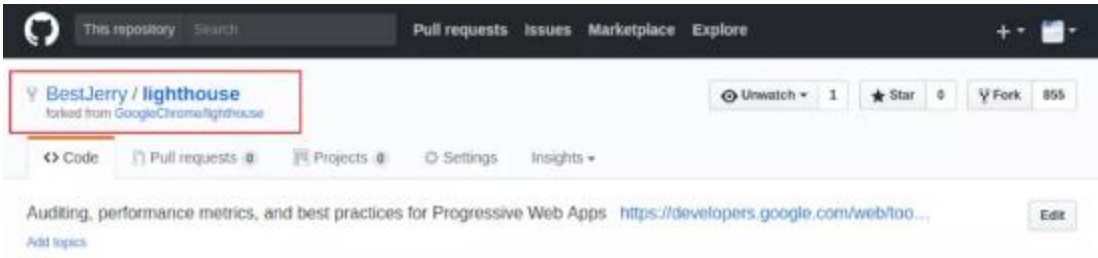 This repository Search Pull requests Issues Marketplace Explore
BestJerry / lighthouse
forked from GoogleChrome/lighthouse
Unwatch 1 Star 0 Fork 855
Code Pull requests 0 Projects 0 Settings Insights
Auditing, performance metrics, and best practices for Progressive Web Apps https://developers.google.com/web/too…
Edit
Add topics